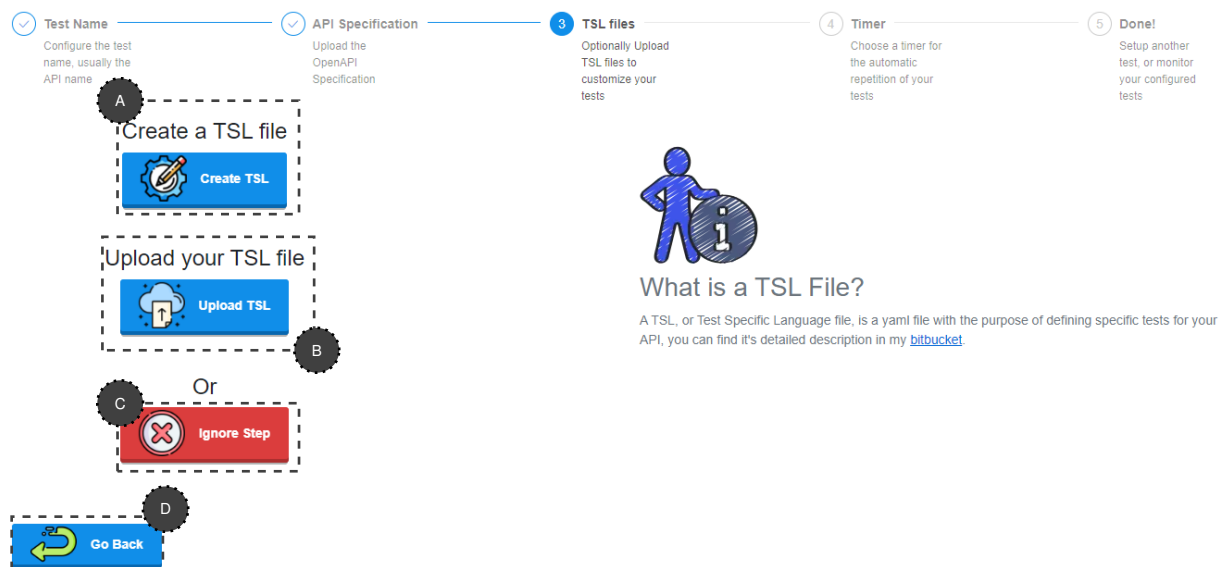 Test Name
Configure the test
name, usually the
API name
API Specification
Upload the
OpenAPI
Specification
3
TSL files
Optionally Upload
TSL files to
customize your
tests
4
Timer
Choose a timer for
the automatic
repetition of your
tests
5
Done!
Setup another
test, or monitor
your configured
tests
A
Create a TSL file
Create TSL
Upload your TSL file
Upload TSL
B
Or
C
Ignore Step
D
Go Back
i
What is a TSL File?
A TSL, or Test Specific Language file, is a yaml file with the purpose of defining specific tests for your
API, you can find it's detailed description in my bitbucket.